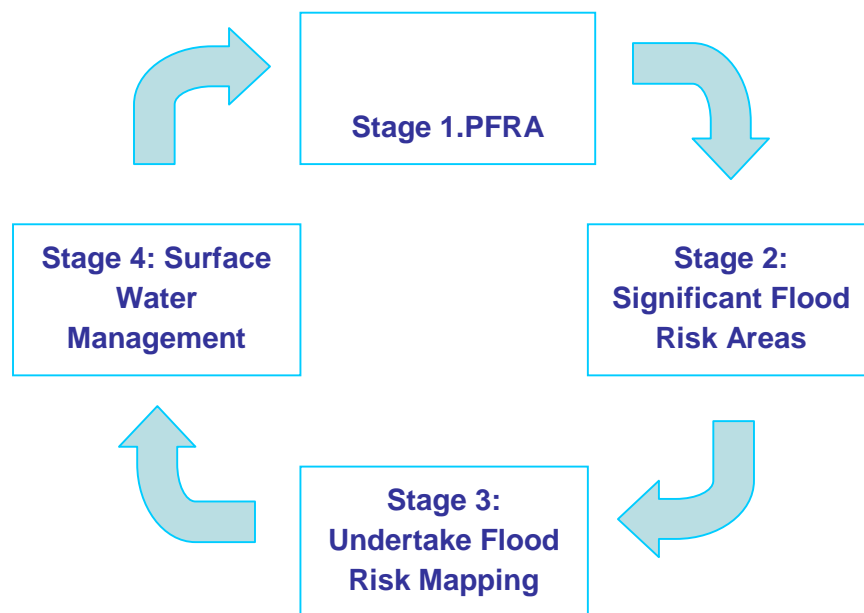 Stage 1.PFRA
Stage 2:
Significant Flood
Risk Areas
Stage 3:
Undertake Flood
Risk Mapping
Stage 4: Surface
Water
Management